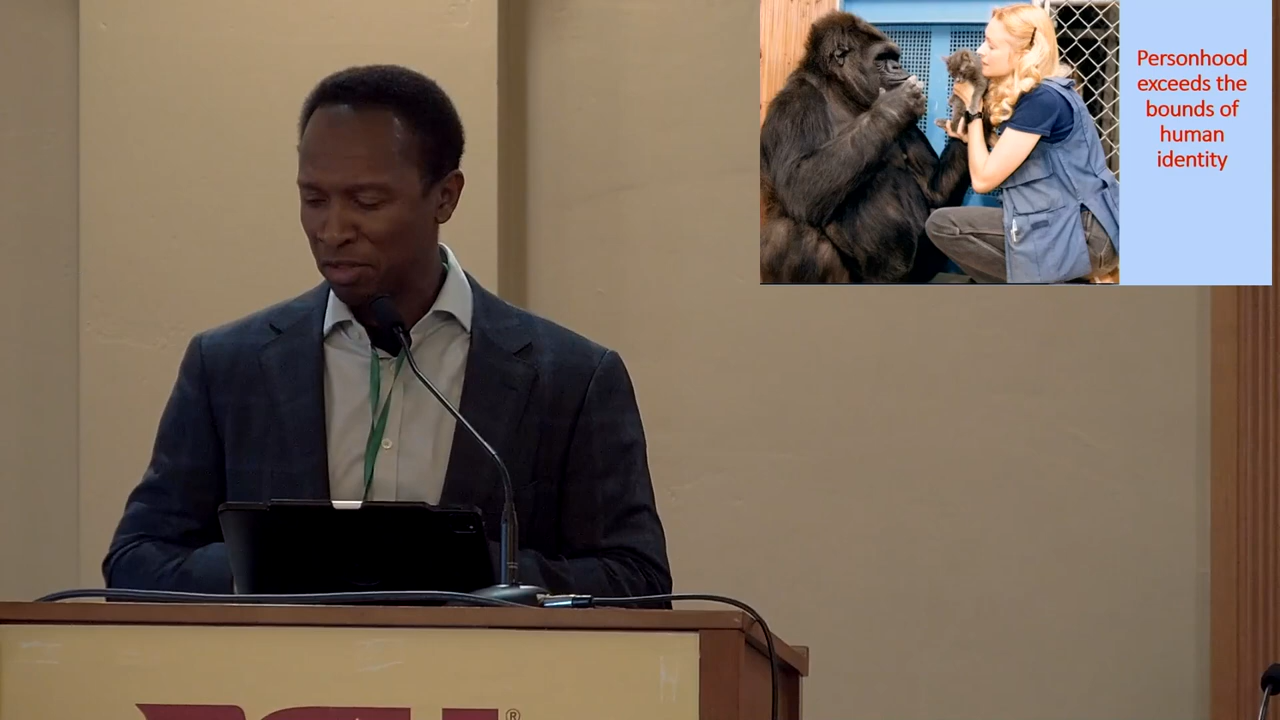 Personhood
exceeds the
bounds of
human
identity
®